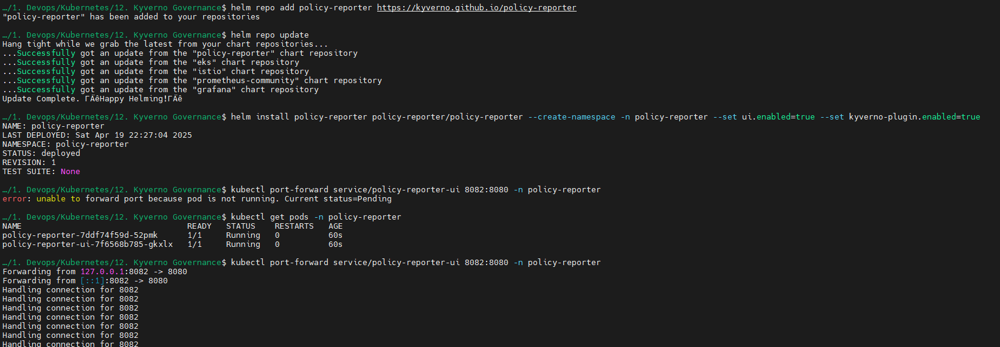 …/1. Devops/Kubernetes/12. Kyverno Governance$ helm repo add policy-reporter https://kyverno.github.io/policy-reporter
"policy-reporter" has been added to your repositories
…/1. Devops/Kubernetes/12. Kyverno Governance$ helm repo update
Hang tight while we grab the latest from your chart repositories...
...Successfully got an update from the "policy-reporter" chart repository
...Successfully got an update from the "eks" chart repository
...Successfully got an update from the "istio" chart repository
...Successfully got an update from the "prometheus-community" chart repository
...Successfully got an update from the "grafana" chart repository
Update Complete. ΓÄêHappy Helming!ΓÄê
…/1. Devops/Kubernetes/12. Kyverno Governance$ helm install policy-reporter policy-reporter/policy-reporter --create-namespace -n policy-reporter --set ui.enabled=true --set kyverno-plugin.enabled=true
NAME: policy-reporter
LAST DEPLOYED: Sat Apr 19 22:27:04 2025
NAMESPACE: policy-reporter
STATUS: deployed
REVISION: 1
TEST SUITE: None
…/1. Devops/Kubernetes/12. Kyverno Governance$ kubectl port-forward service/policy-reporter-ui 8082:8080 -n policy-reporter
error: unable to forward port because pod is not running. Current status=Pending
…/1. Devops/Kubernetes/12. Kyverno Governance$ kubectl get pods -n policy-reporter
NAME READY STATUS RESTARTS AGE
policy-reporter-7ddf74f59d-52pmk 1/1 Running 0 60s
policy-reporter-ui-7f6568b785-gkxlx 1/1 Running 0 60s
…/1. Devops/Kubernetes/12. Kyverno Governance$ kubectl port-forward service/policy-reporter-ui 8082:8080 -n policy-reporter
Forwarding from 127.0.0.1:8082 -> 8080
Forwarding from [::1]:8082 -> 8080
Handling connection for 8082
Handling connection for 8082
Handling connection for 8082
Handling connection for 8082
Handling connection for 8082
Handling connection for 8082
Handling connection for 8082